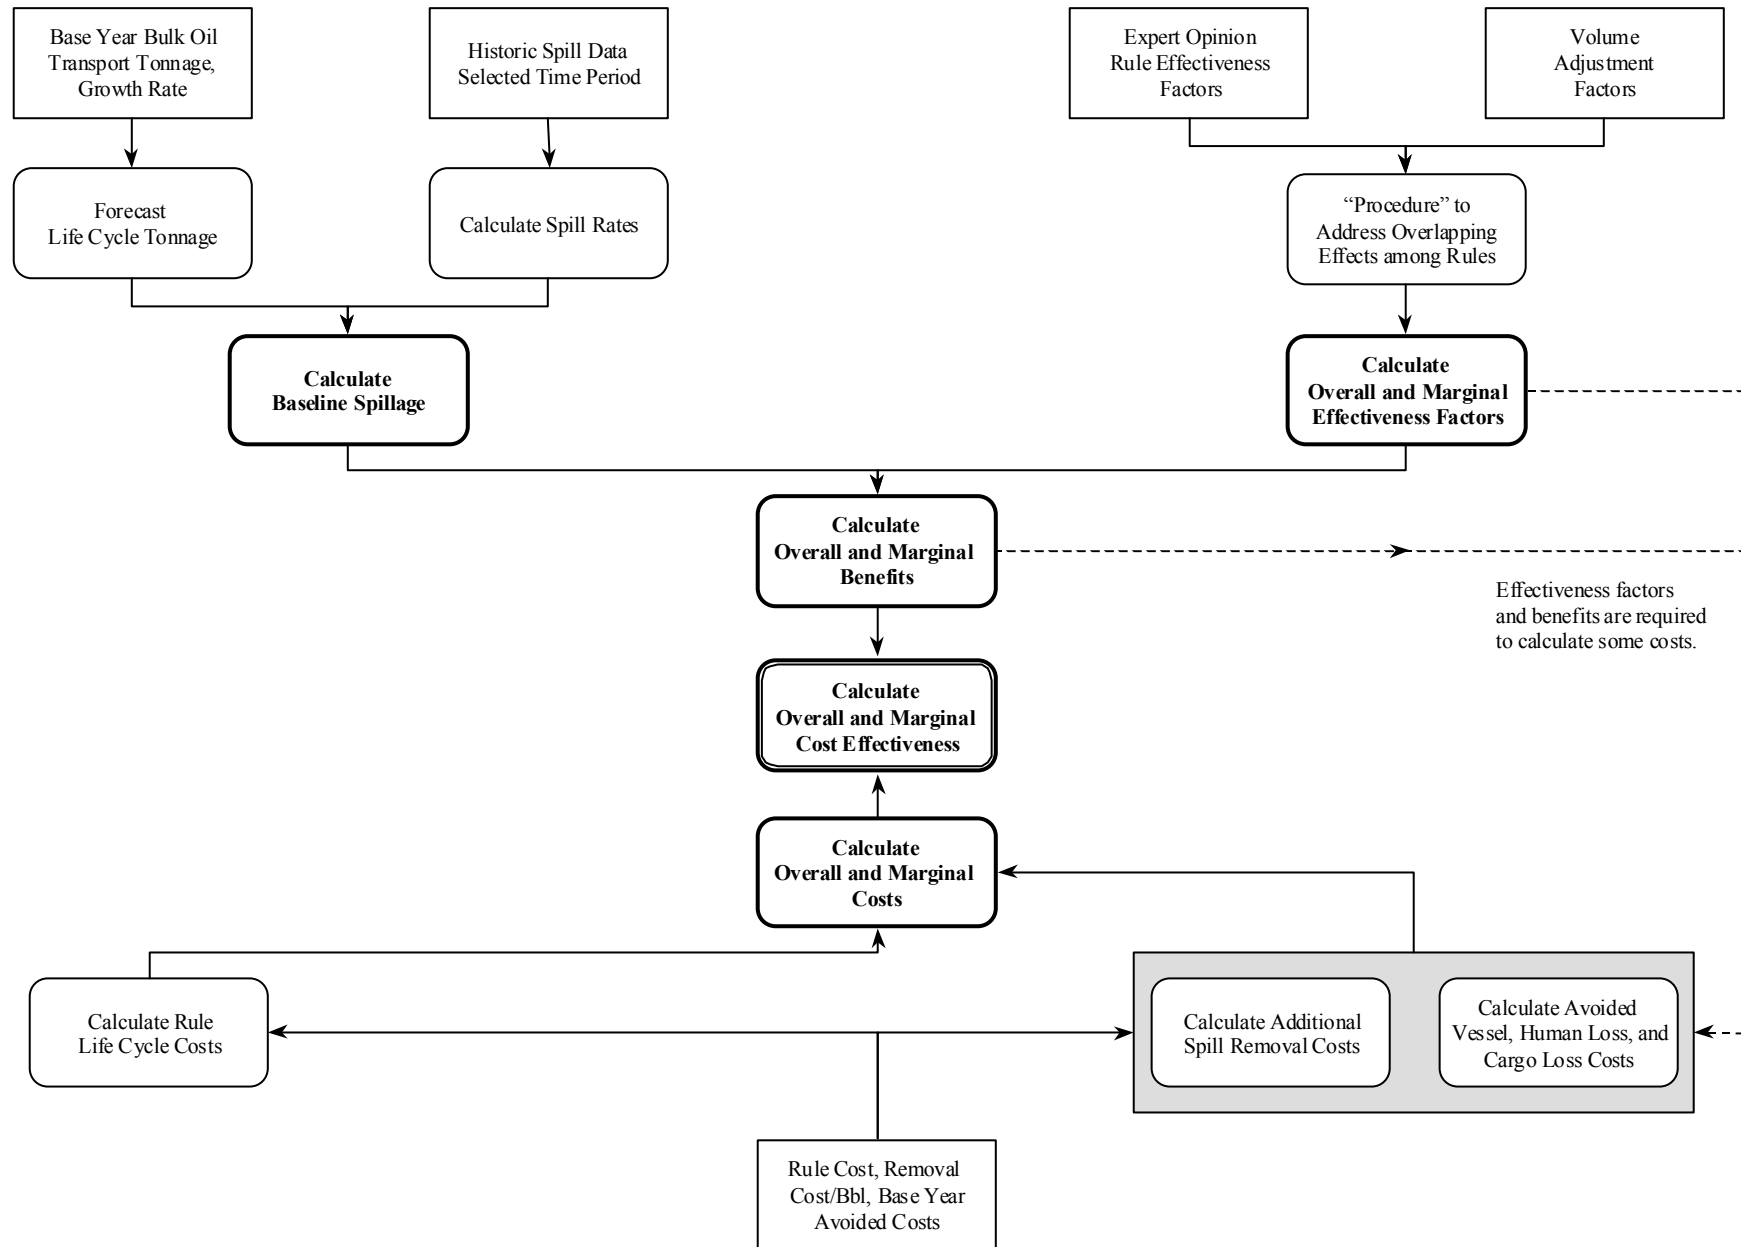 Base Year Bulk Oil
Transport Tonnage,
Growth Rate
Historic Spill Data
Selected Time Period
Expert Opinion
Rule Effectiveness
Factors
Volume
Adjustment
Factors
Forecast
Life Cycle Tonnage
Calculate Spill Rates
“Procedure” to
Address Overlapping
Effects among Rules
Calculate
Baseline Spillage
Calculate
Overall and Marginal
Effectiveness Factors
Calculate
Overall and Marginal
Benefits
Effectiveness factors
and benefits are required
to calculate some costs.
Calculate
Overall and Marginal
Cost Effectiveness
Calculate
Overall and Marginal
Costs
Calculate Rule
Life Cycle Costs
Calculate Additional
Spill Removal Costs
Calculate Avoided
Vessel, Human Loss, and
Cargo Loss Costs
Rule Cost, Removal
Cost/Bbl, Base Year
Avoided Costs